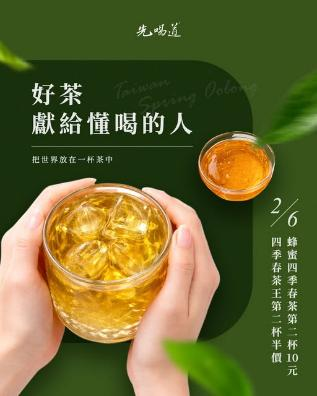 先喝道
Taiwan
Spring Oolong
好茶
獻給懂喝的人
把世界放在一杯茶中
2/6
蜂蜜四季春茶第二杯10元
四季春茶王第二杯半價